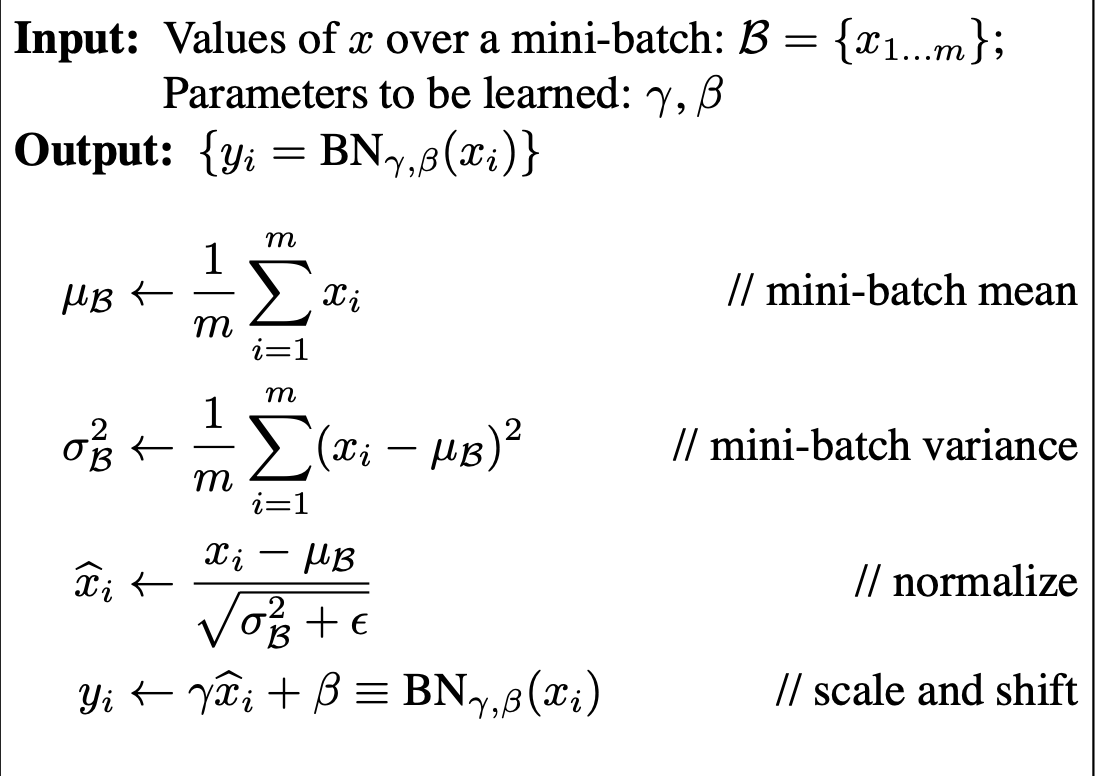 Input: Values of x over a mini-batch: $\mathcal{B} = \{x_{1 \ldots m}\}$;
Parameters to be learned: $\gamma, \beta$
Output: $\{y_i = \mathrm{BN}_{\gamma,\beta}(x_i)\}$
$\mu_{\mathcal{B}} \leftarrow \frac{1}{m} \sum_{i=1}^{m} x_i$ // mini-batch mean
$\sigma_{\mathcal{B}}^2 \leftarrow \frac{1}{m} \sum_{i=1}^{m} (x_i - \mu_{\mathcal{B}})^2$ // mini-batch variance
$\widehat{x}_i \leftarrow \frac{x_i - \mu_{\mathcal{B}}}{\sqrt{\sigma_{\mathcal{B}}^2 + \epsilon}}$ // normalize
$y_i \leftarrow \gamma \widehat{x}_i + \beta \equiv \mathrm{BN}_{\gamma,\beta}(x_i)$ // scale and shift